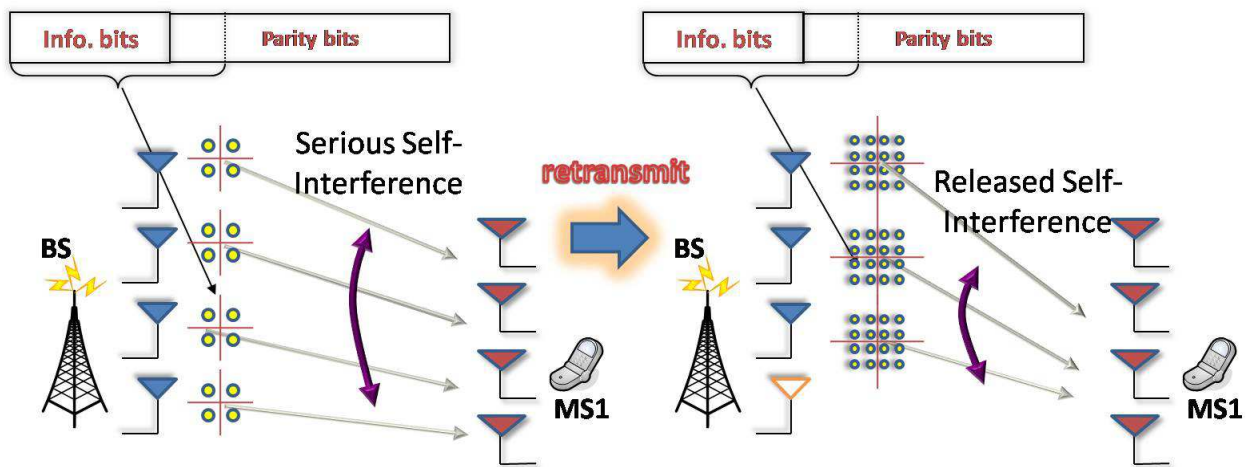 Info. bits
Parity bits
Serious Self-
Interference
BS
MS1
retransmit
Info. bits
Parity bits
Released Self-
Interference
BS
MS1